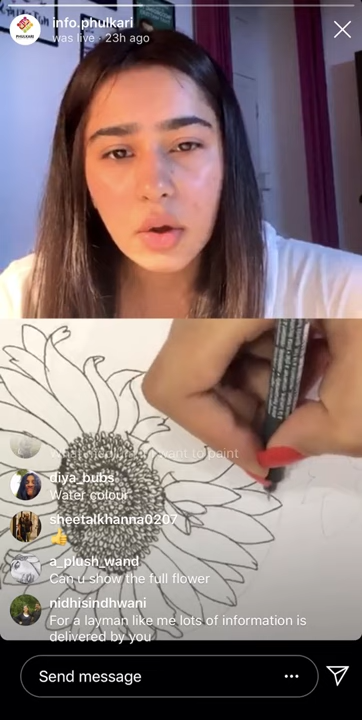 info.phulkari
was live · 23h ago
PHULKARI
want to paint
diya_bubs
Water colour
sheetalkhanna0207
👍
a_plush_wand
Can u show the full flower
nidhisindhwani
For a layman like me lots of information is
delivered by you
Send message